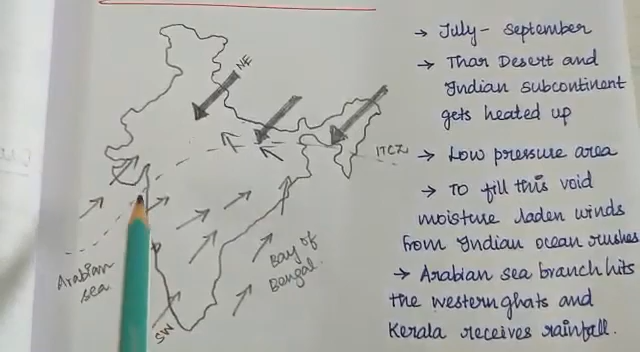 NE
ITCZ
Arabian
sea
Bay of
Bengal.
SW
→ July - september
→ Thar Desert and
Indian subcontinent
gets heated up
→ Low pressure area
→ To fill this void
moisture laden winds
from Indian ocean rushes
→ Arabian sea branch hits
the western ghats and
Kerala receives rainfall.